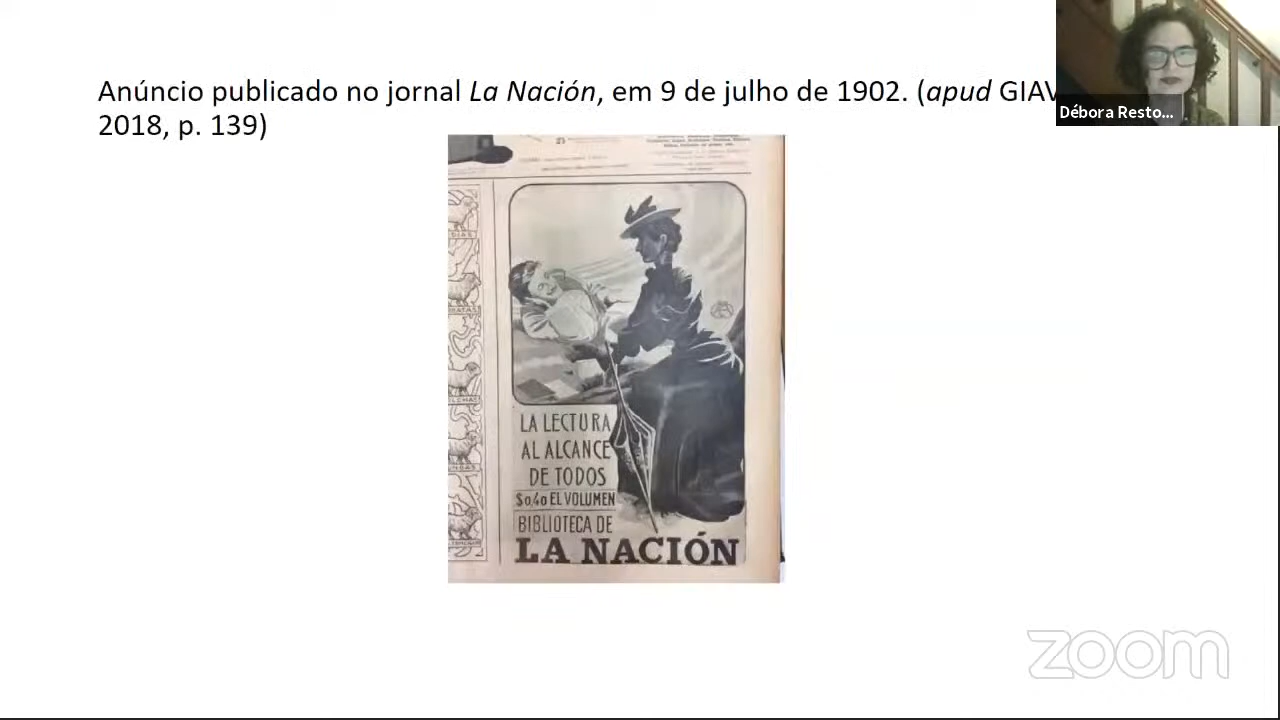 Anúncio publicado no jornal La Nación, em 9 de julho de 1902. (apud GIAV
2018, p. 139)
Débora Resto...
LA LECTURA
AL ALCANCE
DE TODOS
$0,40 EL VOLUMEN
BIBLIOTECA DE
LA NACIÓN
zoom